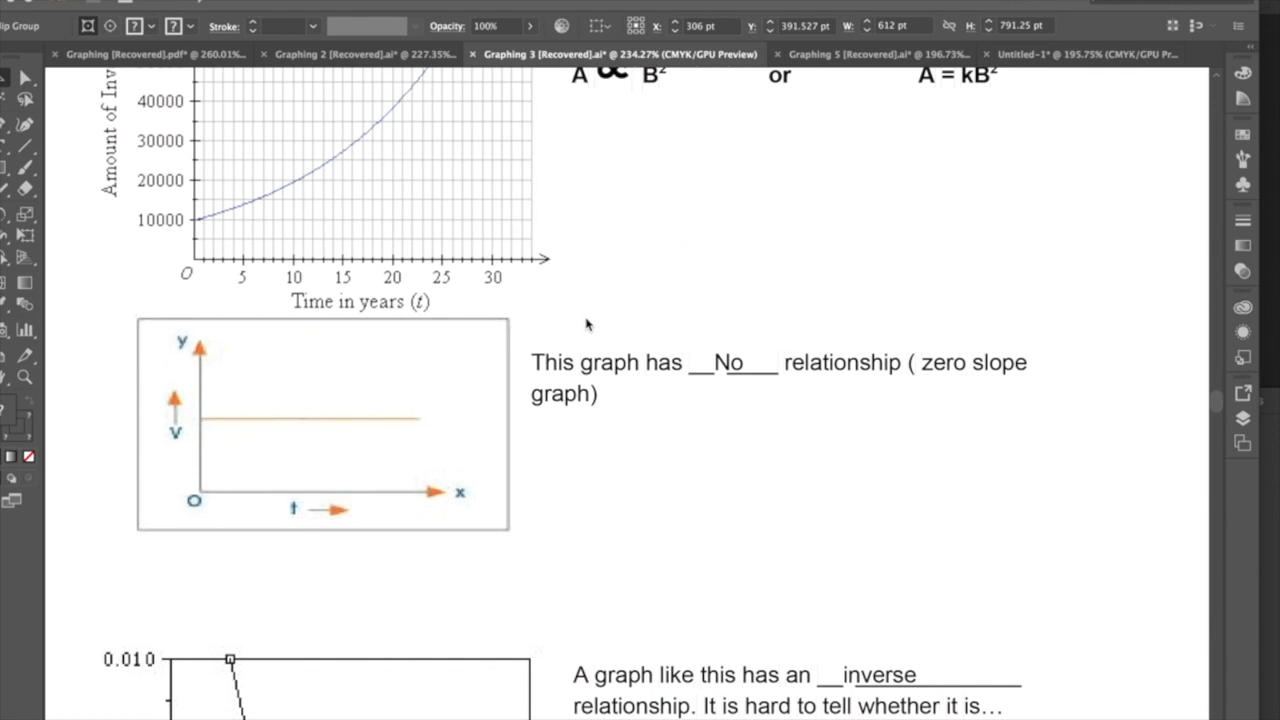 lip Group
Stroke:
Opacity: 100%
X: 306 pt
Y: 391.527 pt
W: 612 pt
H: 791.25 pt
× Graphing [Recovered].pdf* @ 260.01%...
× Graphing 2 [Recovered].ai* @ 227.35%...
× Graphing 3 [Recovered].ai* @ 234.27% (CMYK/GPU Preview)
× Graphing 5 [Recovered].ai* @ 196.73%...
× Untitled-1* @ 195.75% (CMYK/GPU Pr...
A ∝ B² or A = kB²
Amount of Inv
40000
30000
20000
10000
O 5 10 15 20 25 30
Time in years (t)
y
v
O
t
x
This graph has __No___ relationship ( zero slope
graph)
0.010
A graph like this has an __inverse__________
relationship. It is hard to tell whether it is...